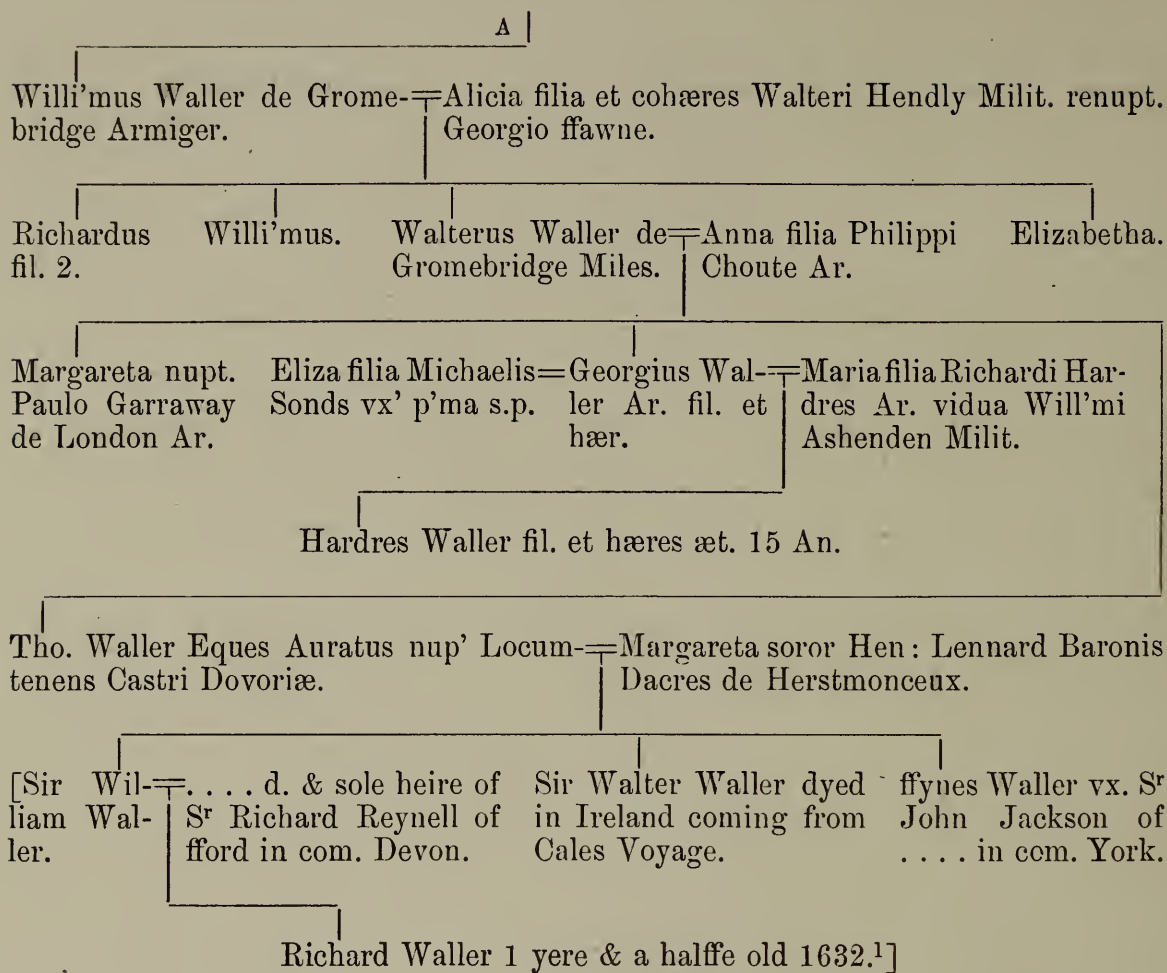 A
Willi'mus Waller de Grome-=Alicia filia et cohæres Walteri Hendly Milit. renupt.
bridge Armiger. Georgio ffawne.
Richardus Willi'mus. Walterus Waller de=Anna filia Philippi Elizabetha.
fil. 2. Gromebridge Miles. Choute Ar.
Margareta nupt. Eliza filia Michaelis=Georgius Wal-=Maria filia Richardi Har-
Paulo Garraway Sonds vx' p'ma s.p. ler Ar. fil. et dres Ar. vidua Will'mi
de London Ar. hær. Ashenden Milit.
Hardres Waller fil. et hæres æt. 15 An.
Tho. Waller Eques Auratus nup' Locum-=Margareta soror Hen: Lennard Baronis
tenens Castri Dovoriæ. Dacres de Herstmonceux.
[Sir Wil-=. . . . d. & sole heire of Sir Walter Waller dyed ffynes Waller vx. Sʳ
liam Wal- Sʳ Richard Reynell of in Ireland coming from John Jackson of
ler. fford in com. Devon. Cales Voyage. . . . . in com. York.
Richard Waller 1 yere & a halffe old 1632.¹]